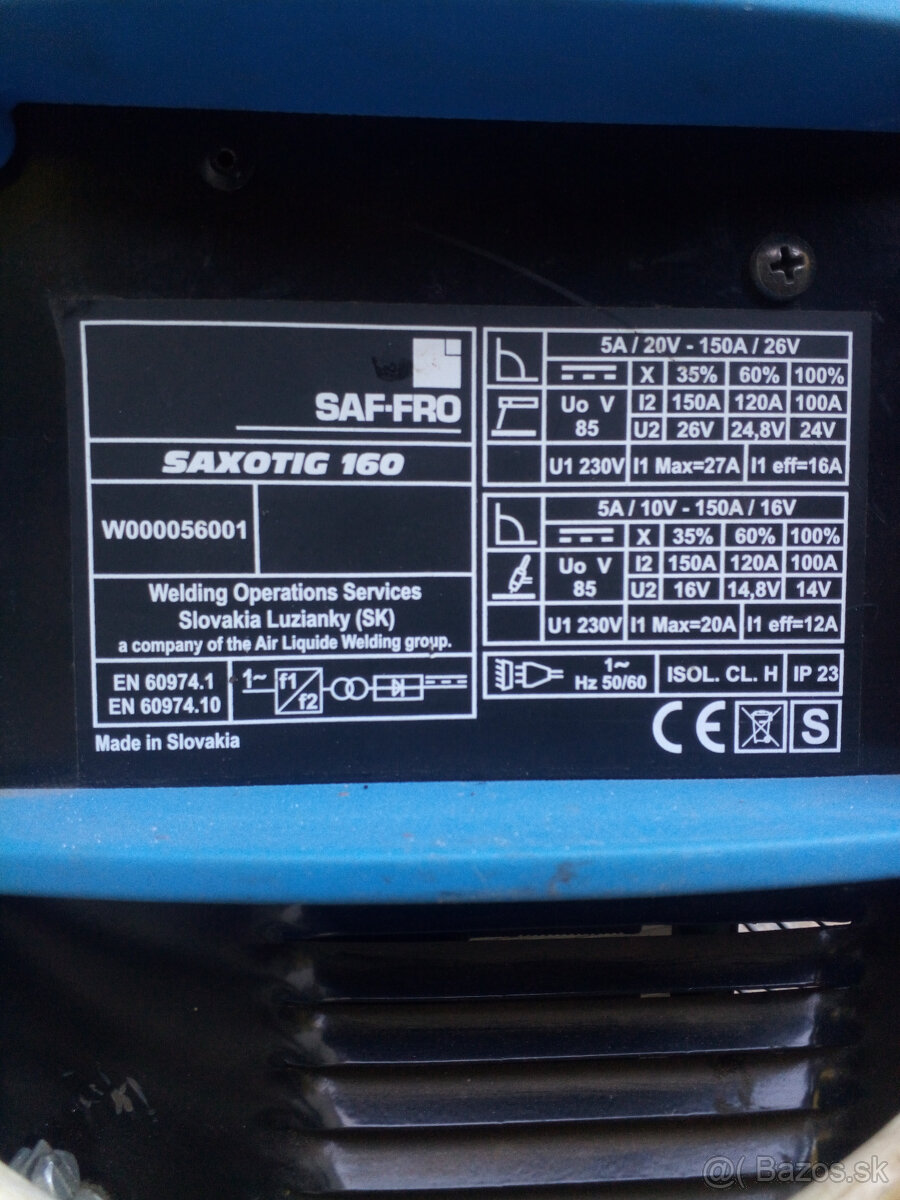 SAF-FRO
SAXOTIG 160
W000056001
Welding Operations Services
Slovakia Luzianky (SK)
a company of the Air Liquide Welding group.
EN 60974.1
EN 60974.10
1~ f1
f2
Made in Slovakia
5A / 20V - 150A / 26V
X 35% 60% 100%
Uo V I2 150A 120A 100A
85 U2 26V 24,8V 24V
U1 230V I1 Max=27A I1 eff=16A
5A / 10V - 150A / 16V
X 35% 60% 100%
Uo V I2 150A 120A 100A
85 U2 16V 14,8V 14V
U1 230V I1 Max=20A I1 eff=12A
1~
Hz 50/60 ISOL. CL. H IP 23
CE S
@( Bazos.sk